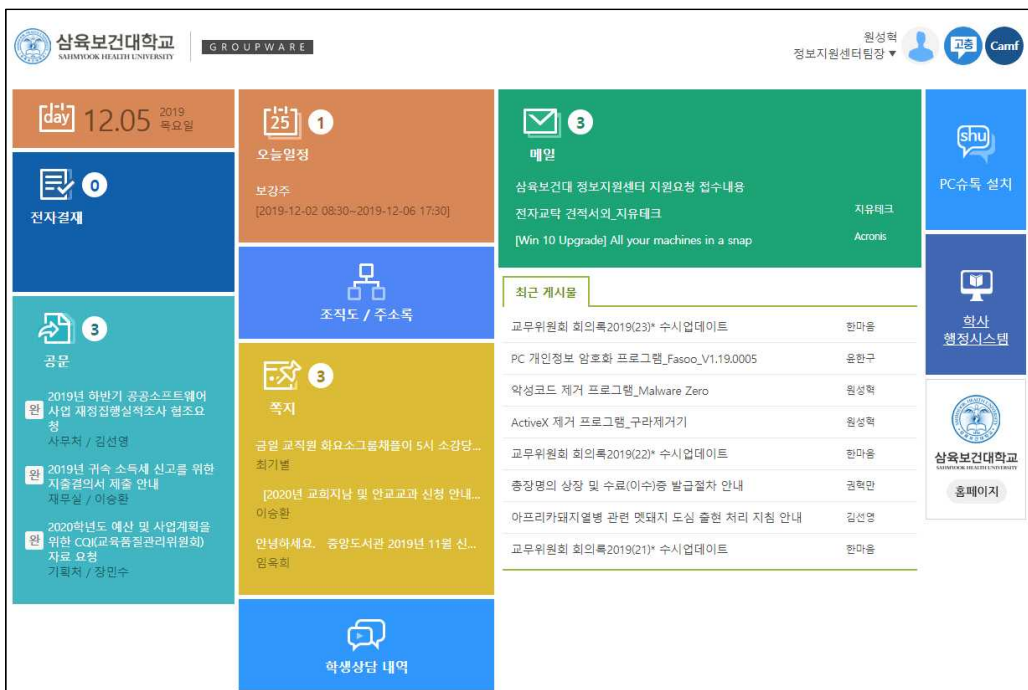 삼육보건대학교
SAHMYOOK HEALTH UNIVERSITY
GROUPWARE
원성혁
정보지원센터팀장 ▼
고충
Camf
day 12.05 2019
목요일
0
전자결재
3
공문
완 2019년 하반기 공공소프트웨어
사업 재정집행실적조사 협조요
청
사무처 / 김선영
완 2019년 귀속 소득세 신고를 위한
지출결의서 제출 안내
재무실 / 이승환
2020학년도 예산 및 사업계획을
완 위한 CQI(교육품질관리위원회)
자료 요청
기획처 / 장민수
25 1
오늘일정
보강주
[2019-12-02 08:30~2019-12-06 17:30]
조직도 / 주소록
3
쪽지
금일 교직원 화요소그룹채플이 5시 소강당...
최기별
[2020년 교회지남 및 안교교과 신청 안내...
이승환
안녕하세요. 중앙도서관 2019년 11월 신...
임옥희
학생상담 내역
3
메일
삼육보건대 정보지원센터 지원요청 접수내용
전자교탁 견적서외_지유테크 지유테크
[Win 10 Upgrade] All your machines in a snap Acronis
최근 게시물
교무위원회 회의록2019(23)* 수시업데이트 한마음
PC 개인정보 암호화 프로그램_Fasoo_V1.19.0005 윤한구
악성코드 제거 프로그램_Malware Zero 원성혁
ActiveX 제거 프로그램_구라제거기 원성혁
교무위원회 회의록2019(22)* 수시업데이트 한마음
총장명의 상장 및 수료(이수)증 발급절차 안내 권혁만
아프리카돼지열병 관련 멧돼지 도심 출현 처리 지침 안내 김선영
교무위원회 회의록2019(21)* 수시업데이트 한마음
shu
PC슈톡 설치
학사
행정시스템
삼육보건대학교
SAHMYOOK HEALTH UNIVERSITY
홈페이지